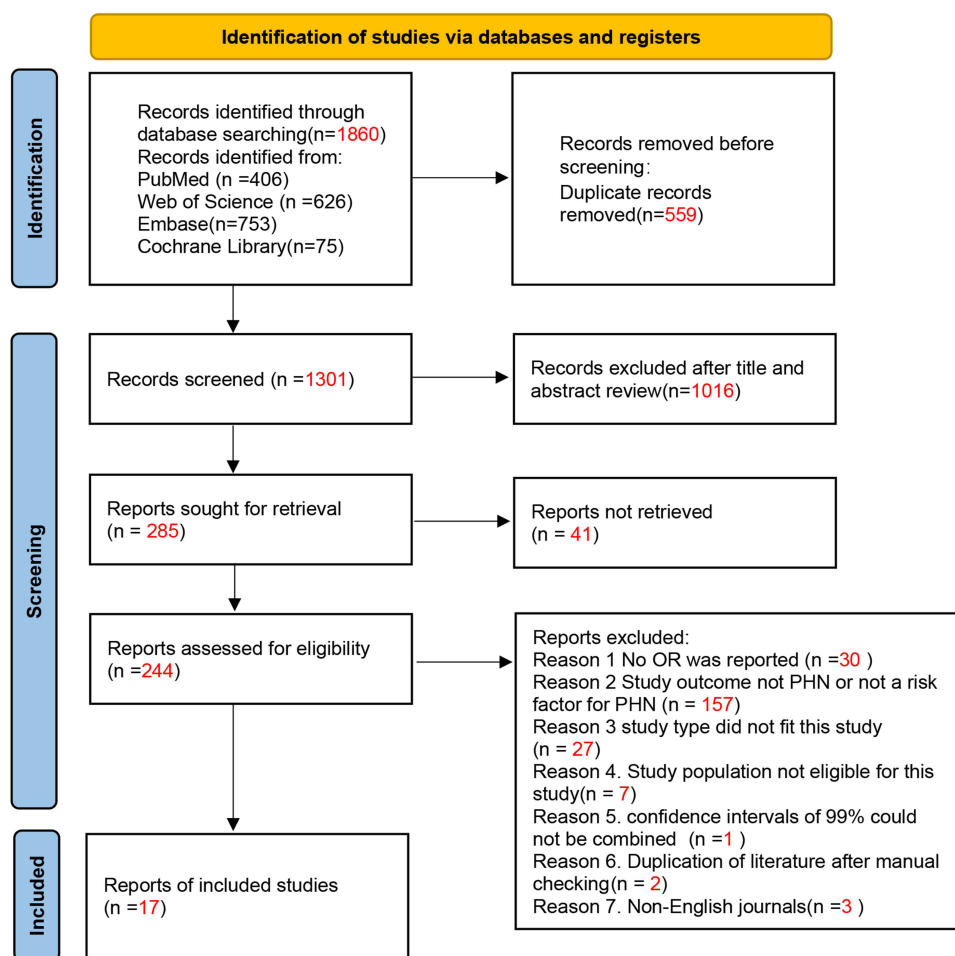 Identification of studies via databases and registers
Identification
Records identified through
database searching(n=1860)
Records identified from:
PubMed (n =406)
Web of Science (n =626)
Embase(n=753)
Cochrane Library(n=75)
Records removed before
screening:
Duplicate records
removed(n=559)
Screening
Records screened (n =1301)
Records excluded after title and
abstract review(n=1016)
Reports sought for retrieval
(n = 285)
Reports not retrieved
(n = 41)
Reports assessed for eligibility
(n =244)
Reports excluded:
Reason 1 No OR was reported (n =30 )
Reason 2 Study outcome not PHN or not a risk
factor for PHN (n = 157)
Reason 3 study type did not fit this study
(n = 27)
Reason 4. Study population not eligible for this
study(n = 7)
Reason 5. confidence intervals of 99% could
not be combined  (n =1 )
Reason 6. Duplication of literature after manual
checking(n = 2)
Reason 7. Non-English journals(n =3 )
Included
Reports of included studies
(n =17)